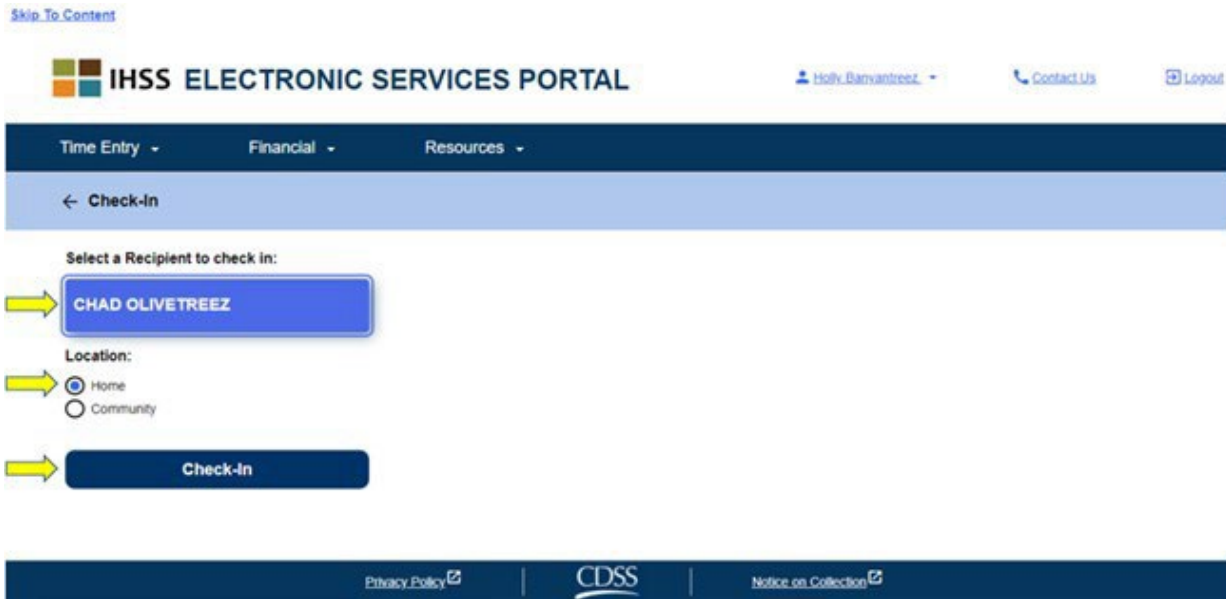 Skip To Content
IHSS ELECTRONIC SERVICES PORTAL
Holly Banyantreez
Contact Us
Logout
Time Entry
Financial
Resources
Check-In
Select a Recipient to check in:
CHAD OLIVETREEZ
Location:
Home
Community
Check-In
Privacy Policy
CDSS
Notice on Collection